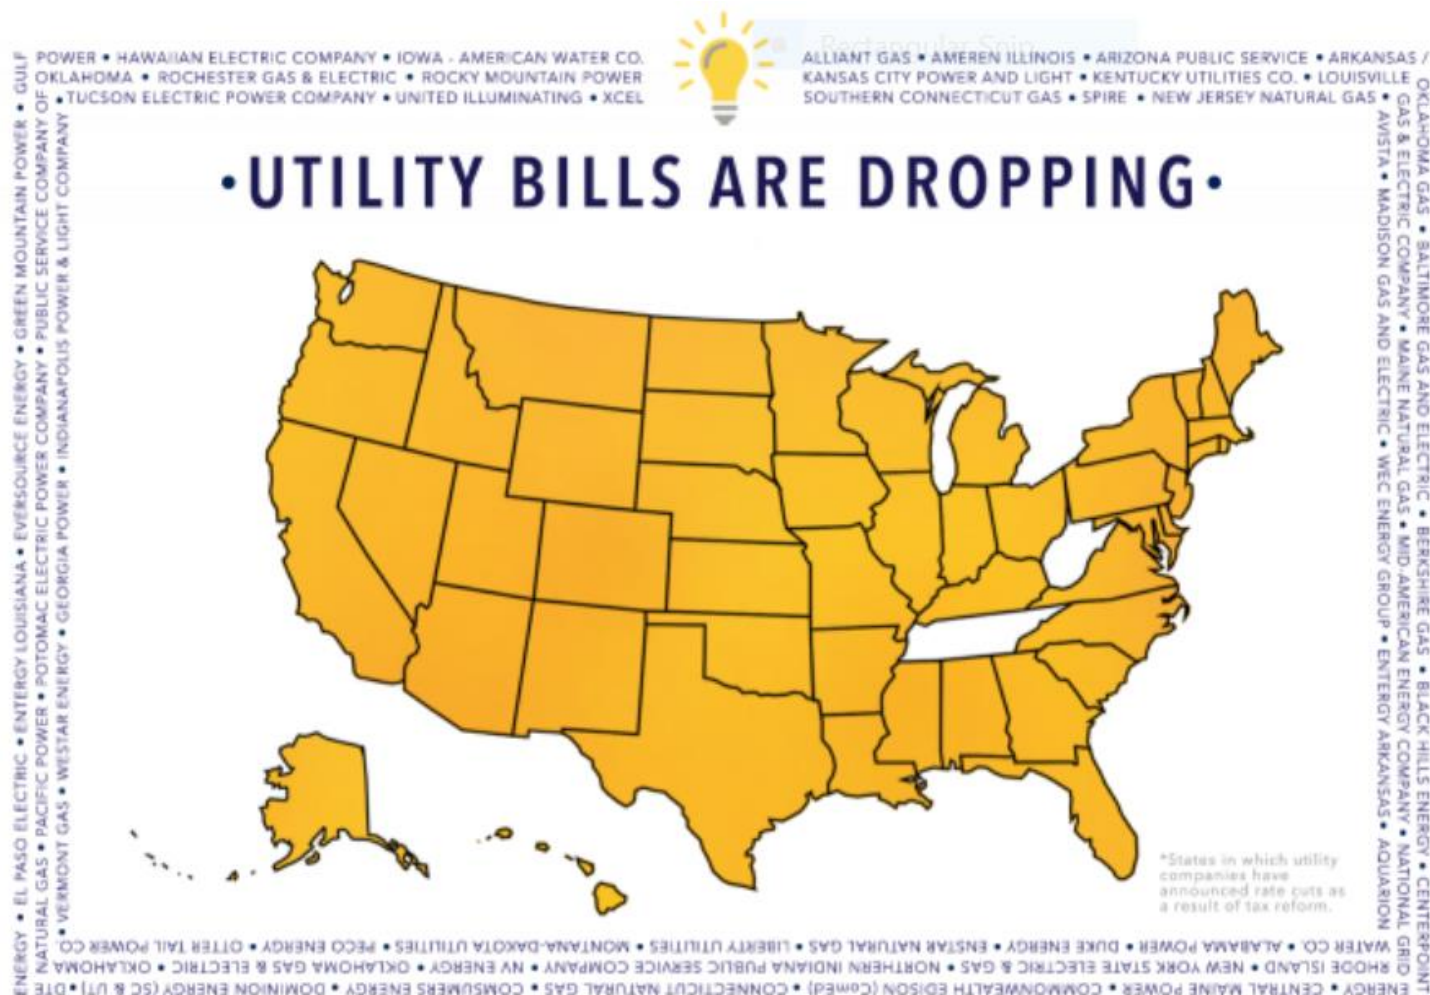 Rectangular Snip
POWER • HAWAIIAN ELECTRIC COMPANY • IOWA - AMERICAN WATER CO.
OKLAHOMA • ROCHESTER GAS & ELECTRIC • ROCKY MOUNTAIN POWER
• TUCSON ELECTRIC POWER COMPANY • UNITED ILLUMINATING • XCEL
ALLIANT GAS • AMEREN ILLINOIS • ARIZONA PUBLIC SERVICE • ARKANSAS /
KANSAS CITY POWER AND LIGHT • KENTUCKY UTILITIES CO. • LOUISVILLE
SOUTHERN CONNECTICUT GAS • SPIRE • NEW JERSEY NATURAL GAS •
•UTILITY BILLS ARE DROPPING•
*States in which utility
companies have
announced rate cuts as
a result of tax reform.
OKLAHOMA GAS • BALTIMORE GAS AND ELECTRIC • BERKSHIRE GAS • BLACK HILLS ENERGY • CENTERPOINT
GAS & ELECTRIC COMPANY • MAINE NATURAL GAS • MID-AMERICAN ENERGY COMPANY • NATIONAL GRID
AVISTA • MADISON GAS AND ELECTRIC • WEC ENERGY GROUP • ENTERGY ARKANSAS • AQUARION
WATER CO. • ALABAMA POWER • DUKE ENERGY • ENSTAR NATURAL GAS • LIBERTY UTILITIES • MONTANA-DAKOTA UTILITIES • PECO ENERGY • OTTER TAIL POWER CO.
RHODE ISLAND • NEW YORK STATE ELECTRIC & GAS • NORTHERN INDIANA PUBLIC SERVICE COMPANY • NV ENERGY • OKLAHOMA GAS & ELECTRIC • OKLAHOMA
ENERGY • CENTRAL MAINE POWER • COMMONWEALTH EDISON (ComEd) • CONNECTICUT NATURAL GAS • CONSUMERS ENERGY • DOMINION ENERGY (SC & UT) • DTE
ENERGY • EL PASO ELECTRIC • ENTERGY LOUISIANA • EVERSOURCE ENERGY • GREEN MOUNTAIN POWER • GULF
NATURAL GAS • PACIFIC POWER • POTOMAC ELECTRIC POWER COMPANY • PUBLIC SERVICE COMPANY OF
• VERMONT GAS • WESTAR ENERGY • GEORGIA POWER • INDIANAPOLIS POWER & LIGHT COMPANY